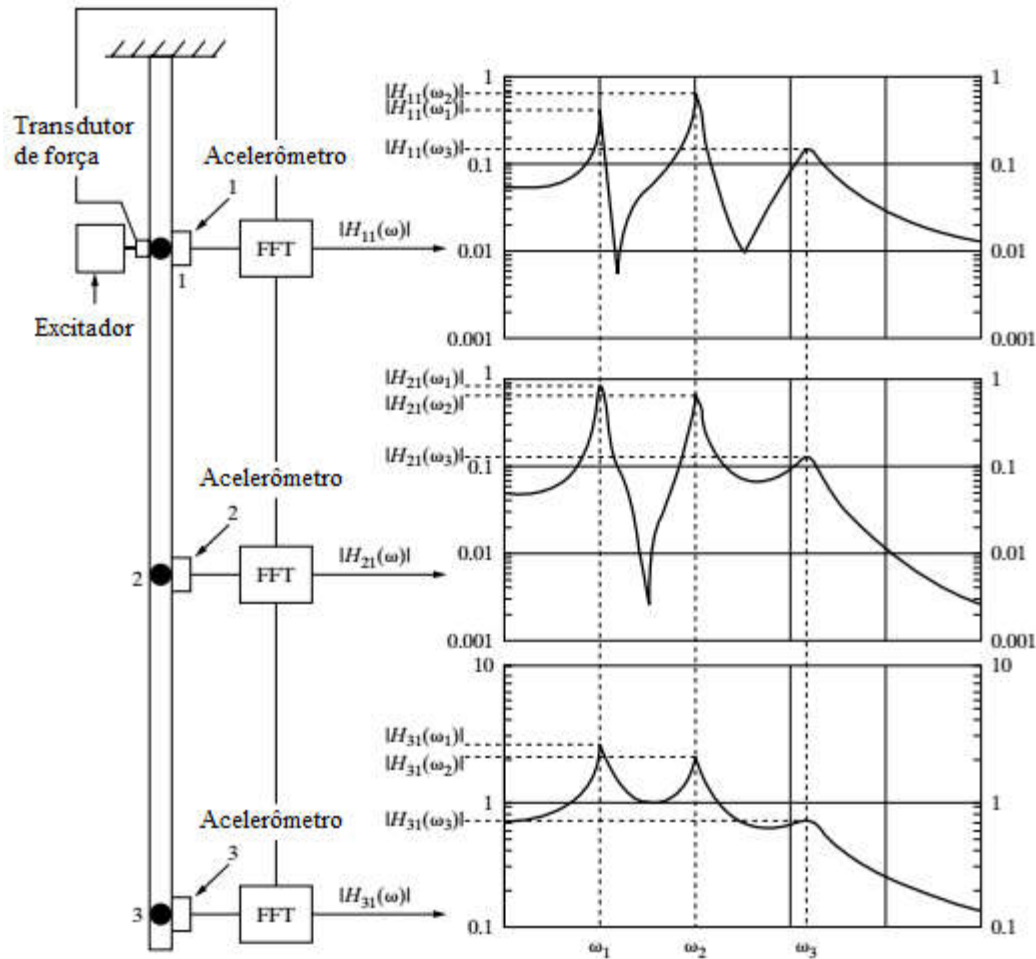 Transdutor
de força
Acelerômetro
1
1
FFT
|H11(ω)|
Excitador
|H11(ω2)|
|H11(ω1)|
|H11(ω3)|
1
0.1
0.01
0.001
1
0.1
0.01
0.001
Acelerômetro
2
2
FFT
|H21(ω)|
|H21(ω1)|
|H21(ω2)|
|H21(ω3)|
1
0.1
0.01
0.001
1
0.1
0.01
0.001
Acelerômetro
3
3
FFT
|H31(ω)|
|H31(ω1)|
|H31(ω2)|
|H31(ω3)|
10
1
0.1
10
1
0.1
ω1
ω2
ω3